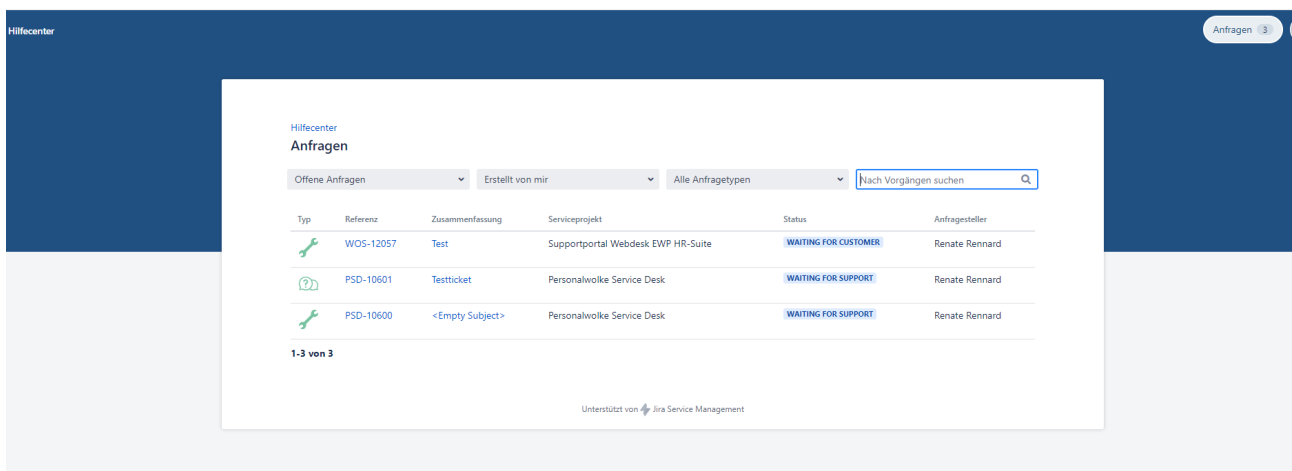 Hilfecenter
Anfragen 3
Hilfecenter
Anfragen
Offene Anfragen Erstellt von mir Alle Anfragetypen Nach Vorgängen suchen
Typ Referenz Zusammenfassung Serviceprojekt Status Anfragesteller
WOS-12057 Test Supportportal Webdesk EWP HR-Suite WAITING FOR CUSTOMER Renate Rennard
PSD-10601 Testticket Personalwolke Service Desk WAITING FOR SUPPORT Renate Rennard
PSD-10600 <Empty Subject> Personalwolke Service Desk WAITING FOR SUPPORT Renate Rennard
1-3 von 3
Unterstützt von Jira Service Management